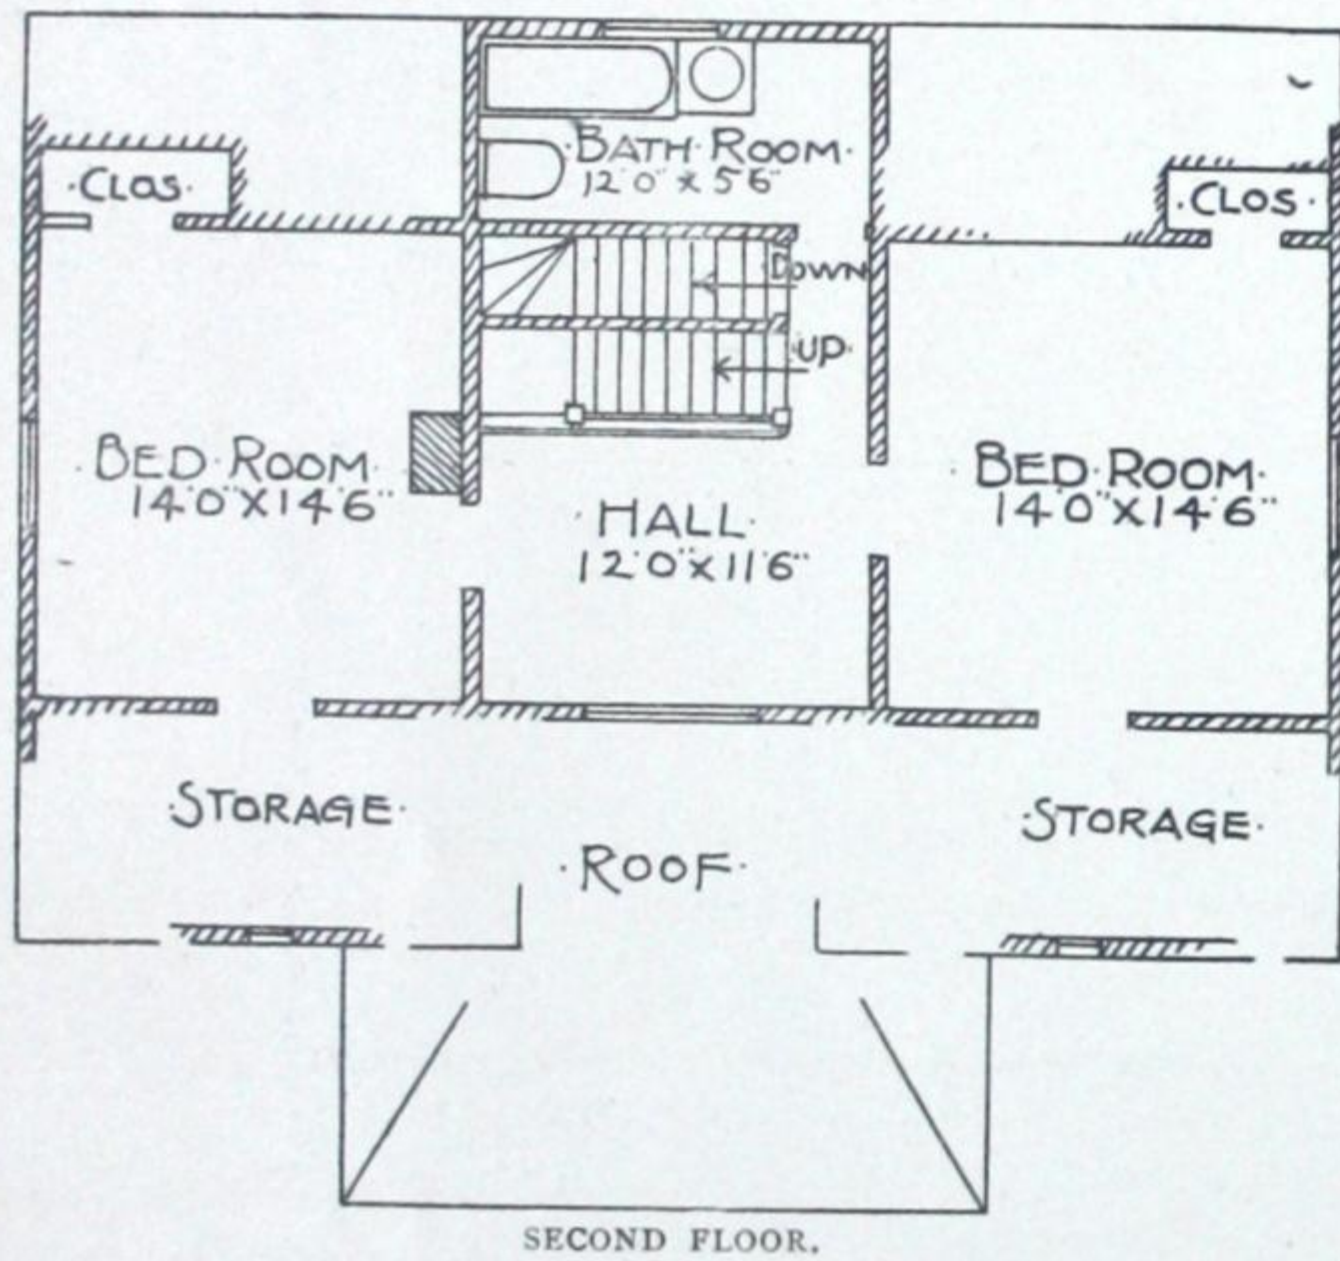 ·BATH·ROOM·
12'0" x 5'6"
·CLOS·
·CLOS·
DOWN
·UP·
·BED·ROOM·
14'0"X14'6"
·HALL·
12'0"X11'6"
·BED·ROOM·
14'0"X14'6"
·STORAGE·
·ROOF·
·STORAGE·
SECOND FLOOR.